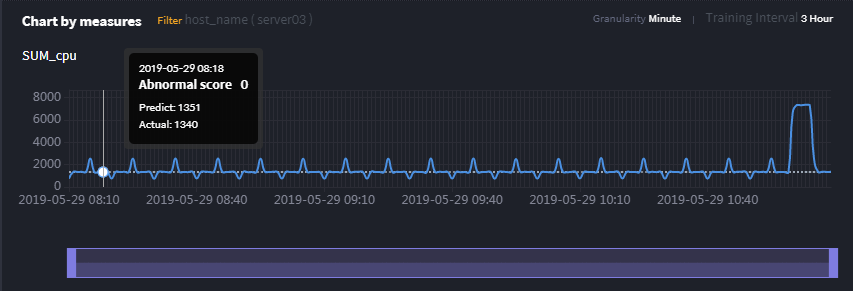 Chart by measures Filter host_name ( server03 ) Granularity Minute | Training Interval 3 Hour
SUM_cpu
2019-05-29 08:18
Abnormal score 0
Predict: 1351
Actual: 1340
8000
6000
4000
2000
0
2019-05-29 08:10 2019-05-29 08:40 2019-05-29 09:10 2019-05-29 09:40 2019-05-29 10:10 2019-05-29 10:40